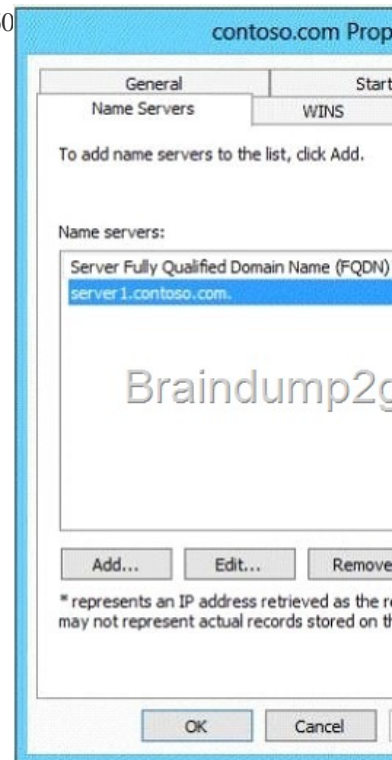 60
contoso.com Prop
General Start
Name Servers WINS
To add name servers to the list, click Add.
Name servers:
Server Fully Qualified Domain Name (FQDN)
server1.contoso.com.
Braindump2g
Add... Edit... Remove
* represents an IP address retrieved as the re
may not represent actual records stored on th
OK Cancel